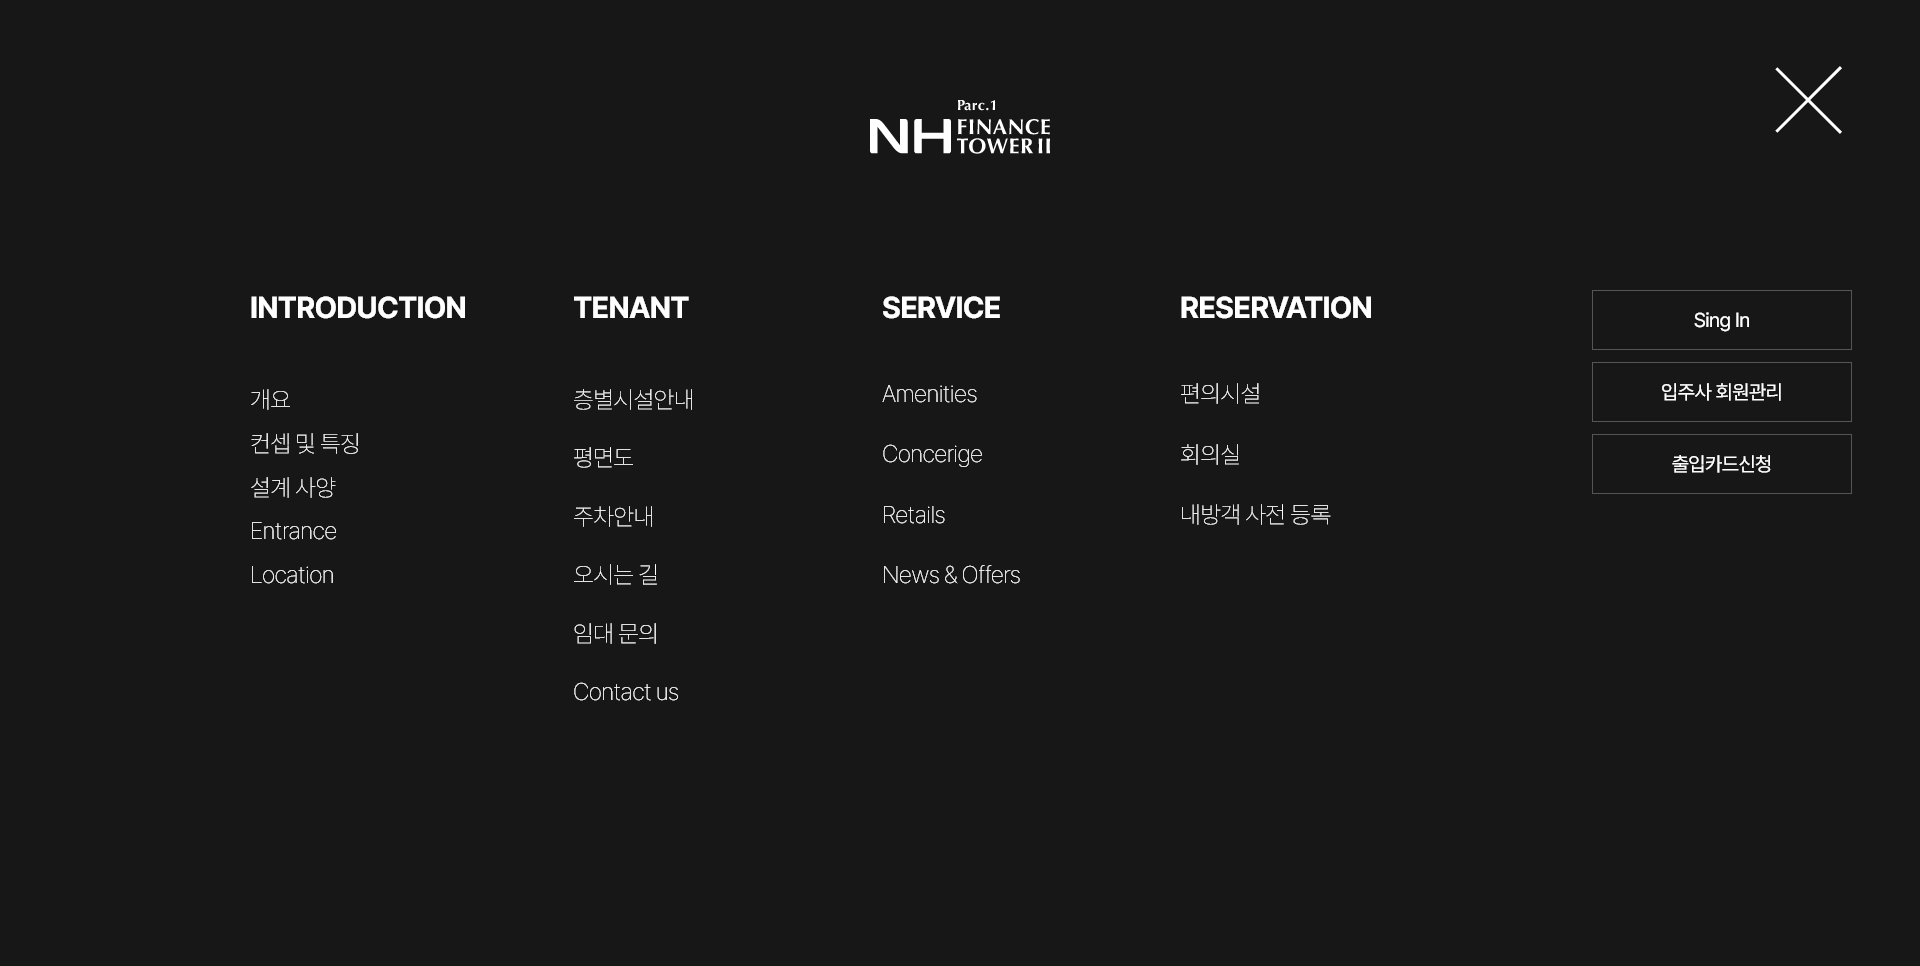 Parc.1
NH FINANCE
TOWER II
INTRODUCTION
개요
컨셉 및 특징
설계 사양
Entrance
Location
TENANT
층별시설안내
평면도
주차안내
오시는 길
임대 문의
Contact us
SERVICE
Amenities
Concerige
Retails
News & Offers
RESERVATION
편의시설
회의실
내방객 사전 등록
Sing In
입주사 회원관리
출입카드신청